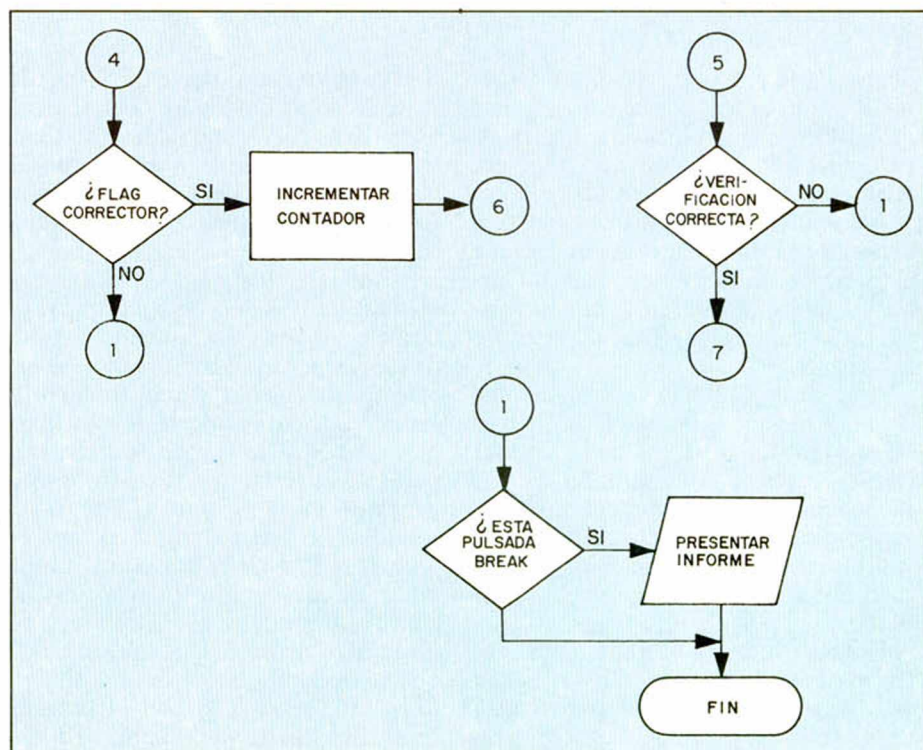 4
¿FLAG
CORRECTOR?
SI
INCREMENTAR
CONTADOR
6
NO
1
5
¿VERI-
FICACION
CORRECTA?
NO
1
SI
7
1
¿ESTA
PULSADA
BREAK
SI
PRESENTAR
INFORME
FIN